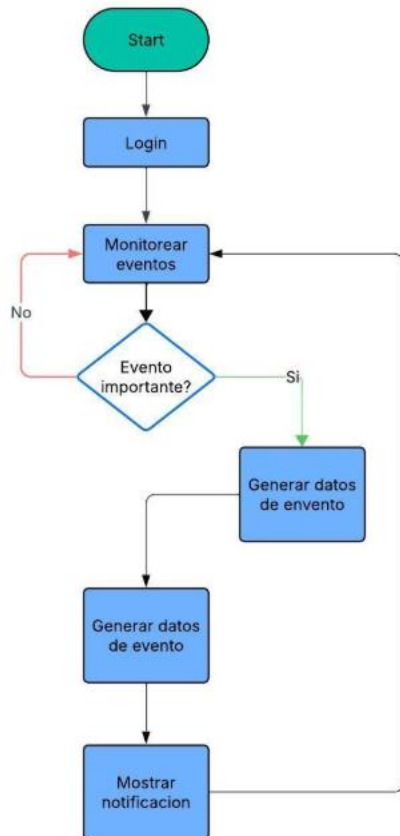 Start
Login
Monitorear
eventos
No
Evento
importante?
Si
Generar datos
de envento
Generar datos
de evento
Mostrar
notificacion